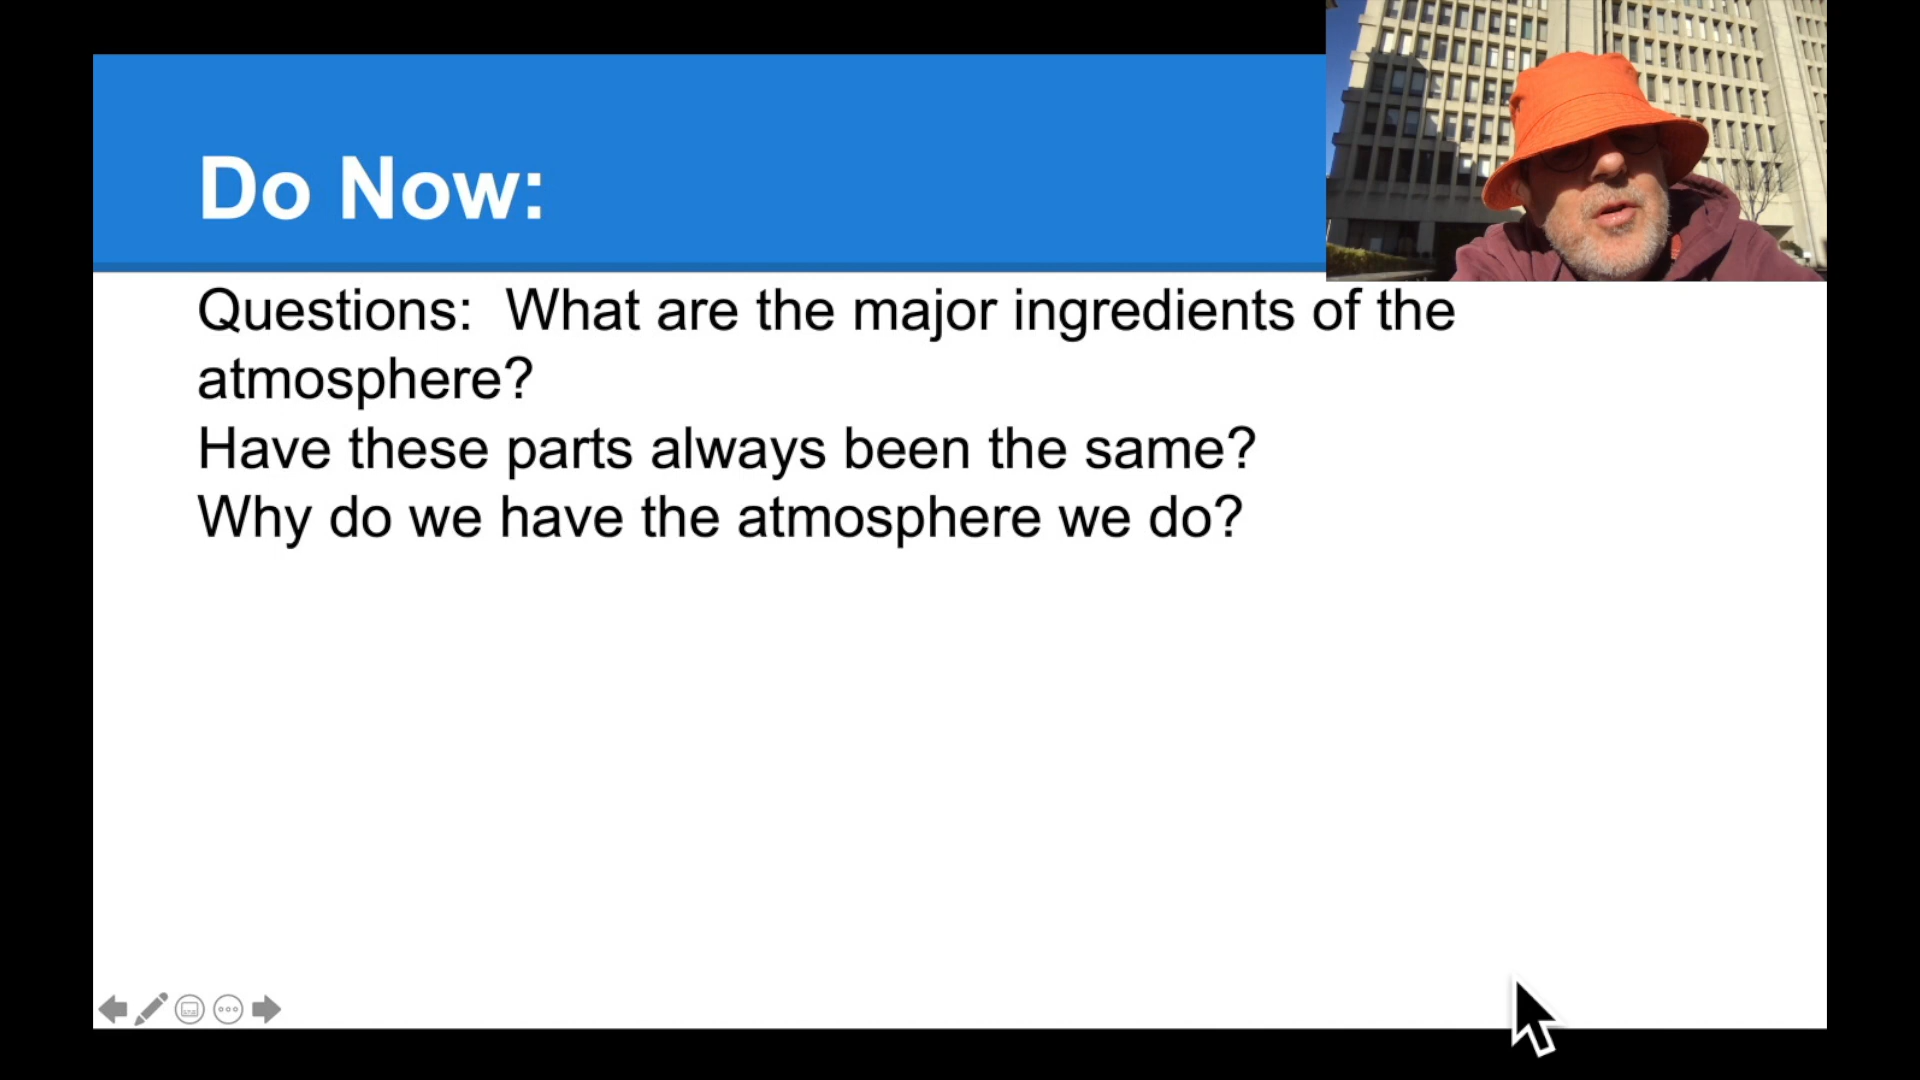 Do Now:
Questions:  What are the major ingredients of the
atmosphere?
Have these parts always been the same?
Why do we have the atmosphere we do?